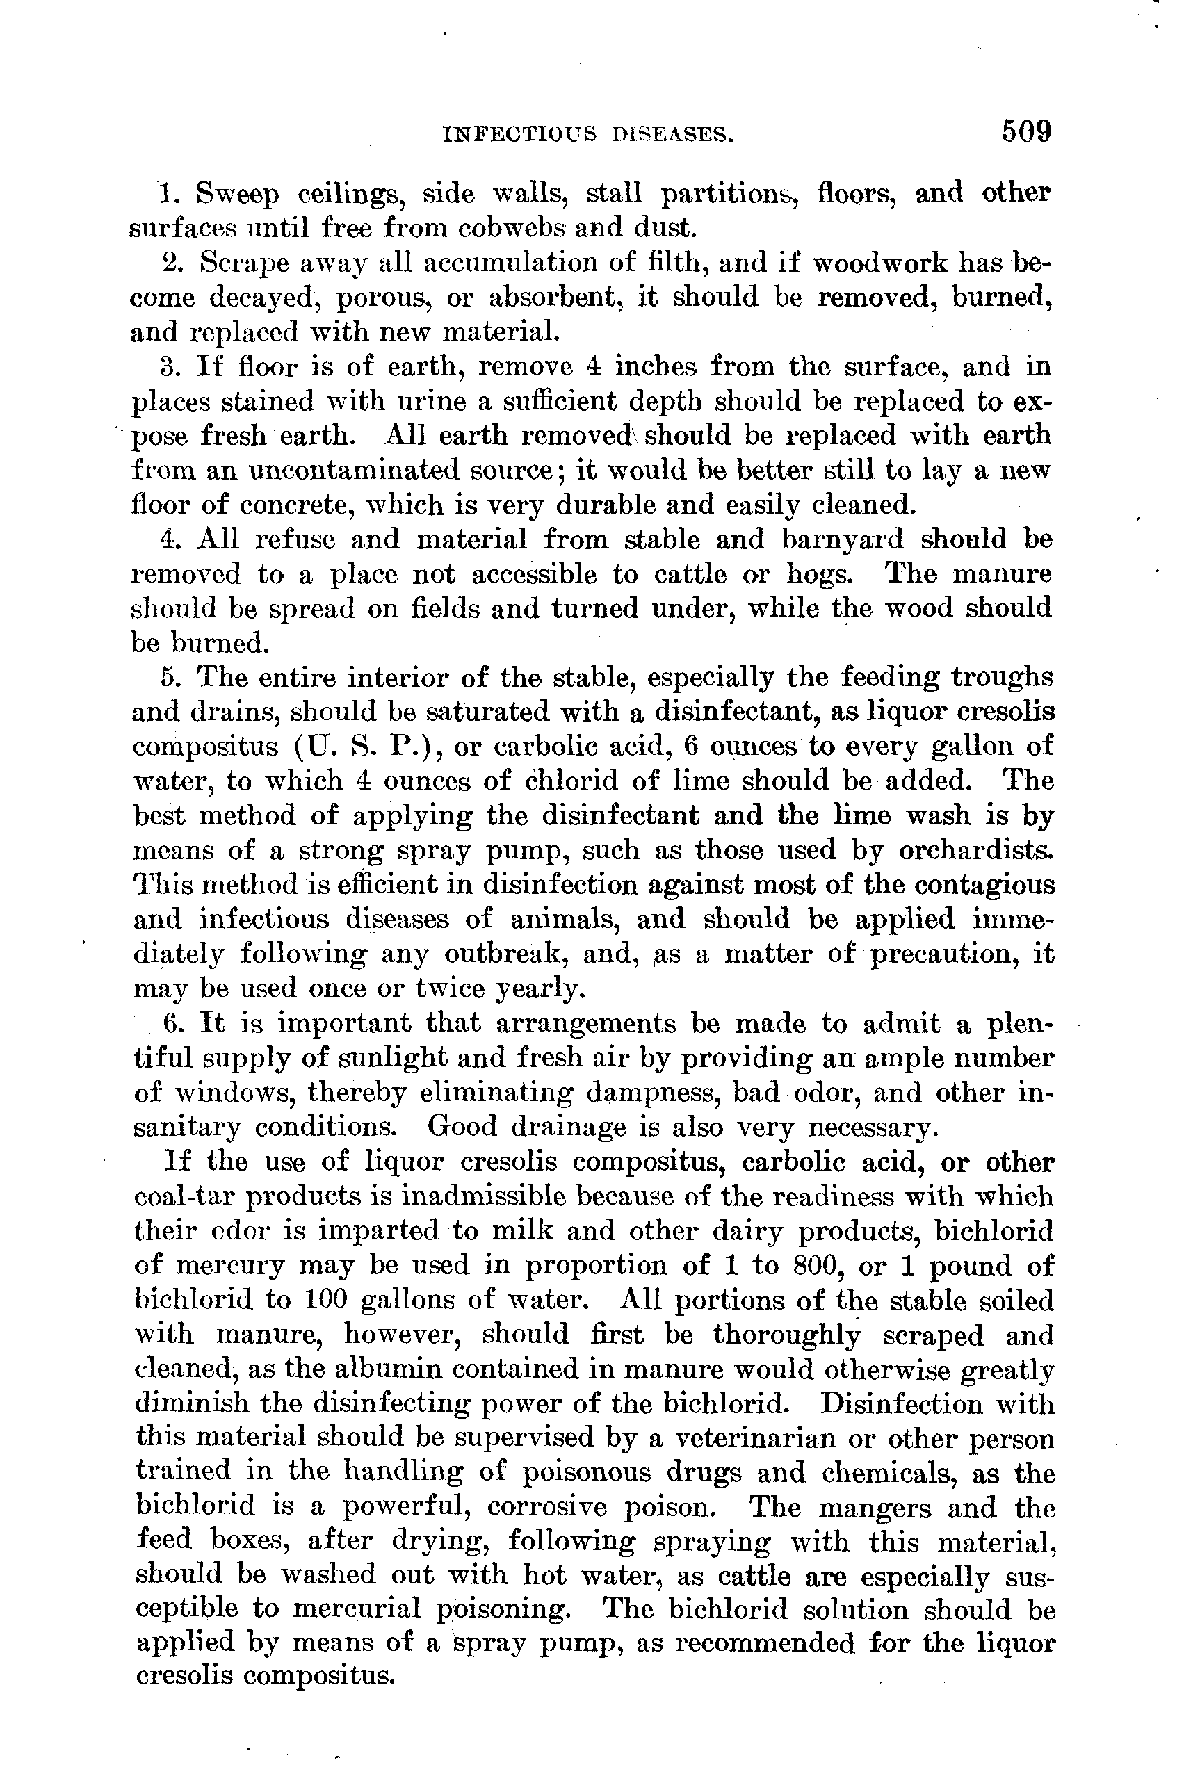 INFECTIOUS DISEASES. 509
1. Sweep ceilings, side walls, stall partitions, floors, and other
surfaces until free from cobwebs and dust.
2. Scrape away all accumulation of filth, and if woodwork has be-
come decayed, porous, or absorbent, it should be removed, burned,
and replaced with new material.
3. If floor is of earth, remove 4 inches from the surface, and in
places stained with urine a sufficient depth should be replaced to ex-
pose fresh earth. All earth removed should be replaced with earth
from an uncontaminated source; it would be better still to lay a new
floor of concrete, which is very durable and easily cleaned.
4. All refuse and material from stable and barnyard should be
removed to a place not accessible to cattle or hogs. The manure
should be spread on fields and turned under, while the wood should
be burned.
5. The entire interior of the stable, especially the feeding troughs
and drains, should be saturated with a disinfectant, as liquor cresolis
compositus (U. S. P.), or carbolic acid, 6 ounces to every gallon of
water, to which 4 ounces of chlorid of lime should be added. The
best method of applying the disinfectant and the lime wash is by
means of a strong spray pump, such as those used by orchardists.
This method is efficient in disinfection against most of the contagious
and infectious diseases of animals, and should be applied imme-
diately following any outbreak, and, as a matter of precaution, it
may be used once or twice yearly.
6. It is important that arrangements be made to admit a plen-
tiful supply of sunlight and fresh air by providing an ample number
of windows, thereby eliminating dampness, bad odor, and other in-
sanitary conditions. Good drainage is also very necessary.
If the use of liquor cresolis compositus, carbolic acid, or other
coal-tar products is inadmissible because of the readiness with which
their odor is imparted to milk and other dairy products, bichlorid
of mercury may be used in proportion of 1 to 800, or 1 pound of
bichlorid to 100 gallons of water. All portions of the stable soiled
with manure, however, should first be thoroughly scraped and
cleaned, as the albumin contained in manure would otherwise greatly
diminish the disinfecting power of the bichlorid. Disinfection with
this material should be supervised by a veterinarian or other person
trained in the handling of poisonous drugs and chemicals, as the
bichlorid is a powerful, corrosive poison. The mangers and the
feed boxes, after drying, following spraying with this material,
should be washed out with hot water, as cattle are especially sus-
ceptible to mercurial poisoning. The bichlorid solution should be
applied by means of a spray pump, as recommended for the liquor
cresolis compositus.